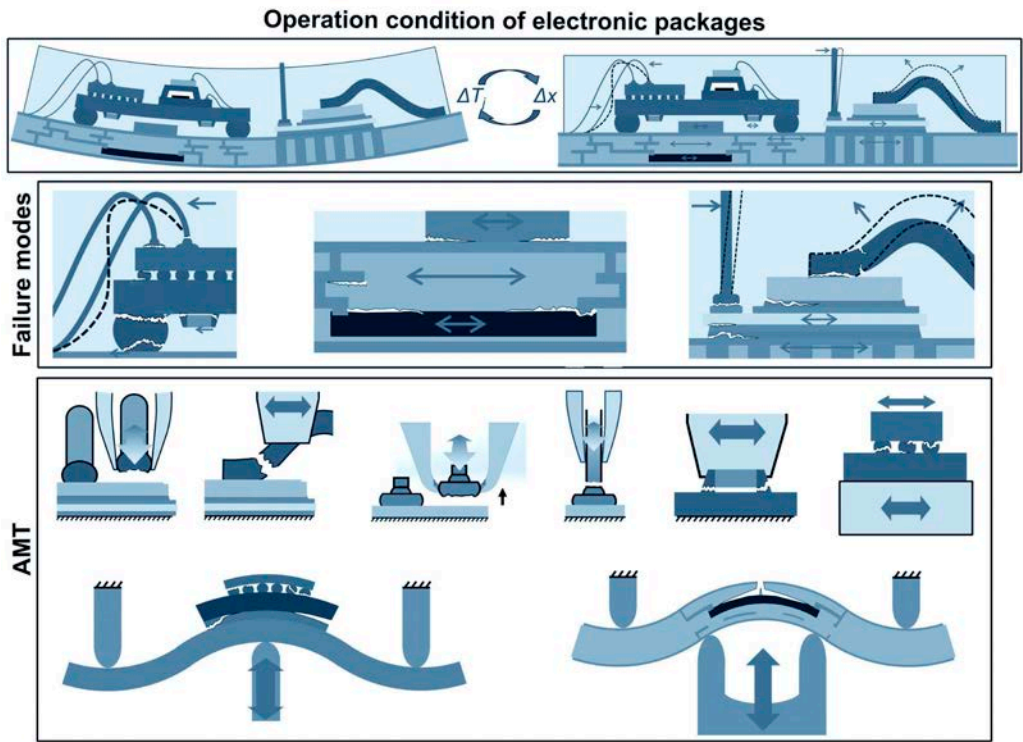 Operation condition of electronic packages
ΔT Δx
Failure modes
AMT